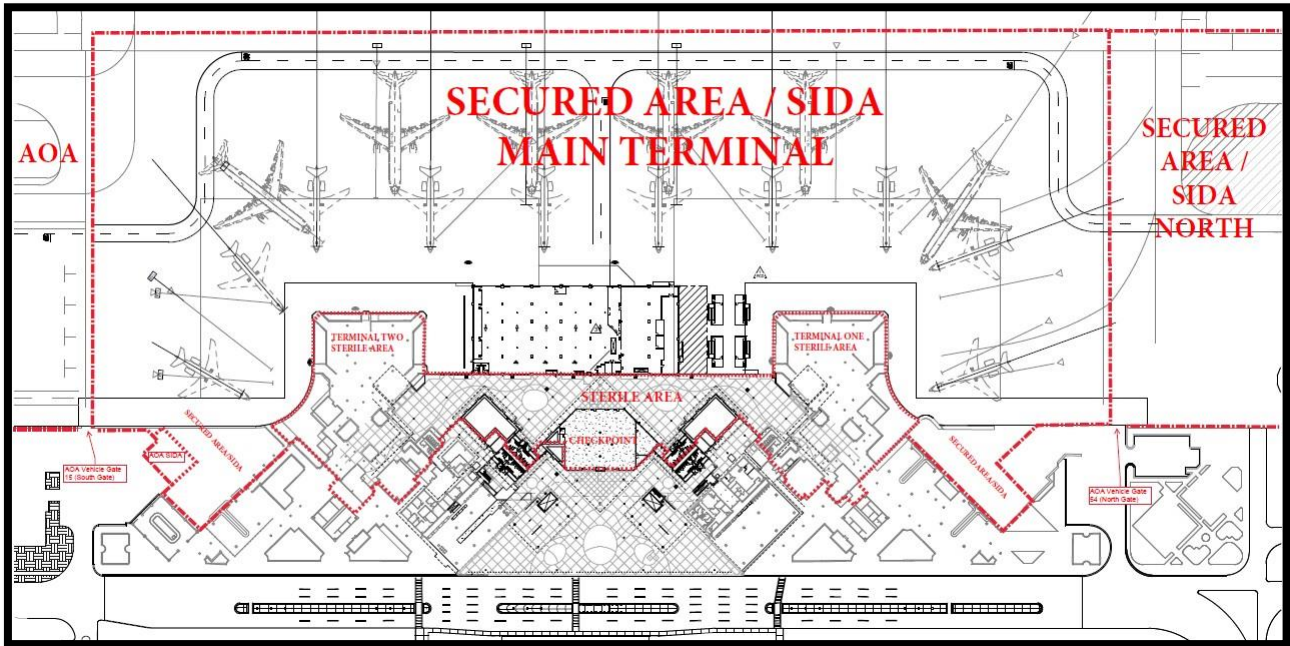 SECURED AREA / SIDA
MAIN TERMINAL
AOA
SECURED
AREA /
SIDA
NORTH
TERMINAL TWO
STERILE AREA
TERMINAL ONE
STERILE AREA
STERILE AREA
CHECKPOINT
SECURED AREA/SIDA
AOA SIDA
SECURED AREA/SIDA
AOA Vehicle Gate
15 (South Gate)
AOA Vehicle Gate
54 (North Gate)